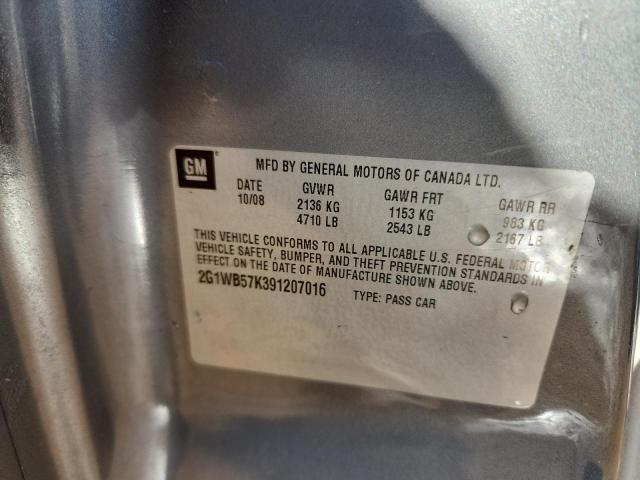 GM
MFD BY GENERAL MOTORS OF CANADA LTD.
DATE GVWR GAWR FRT GAWR RR
10/08 2136 KG 1153 KG 983 KG
4710 LB 2543 LB 2167 LB
THIS VEHICLE CONFORMS TO ALL APPLICABLE U.S. FEDERAL MOTOR
VEHICLE SAFETY, BUMPER, AND THEFT PREVENTION STANDARDS IN
EFFECT ON THE DATE OF MANUFACTURE SHOWN ABOVE.
2G1WB57K391207016 TYPE: PASS CAR